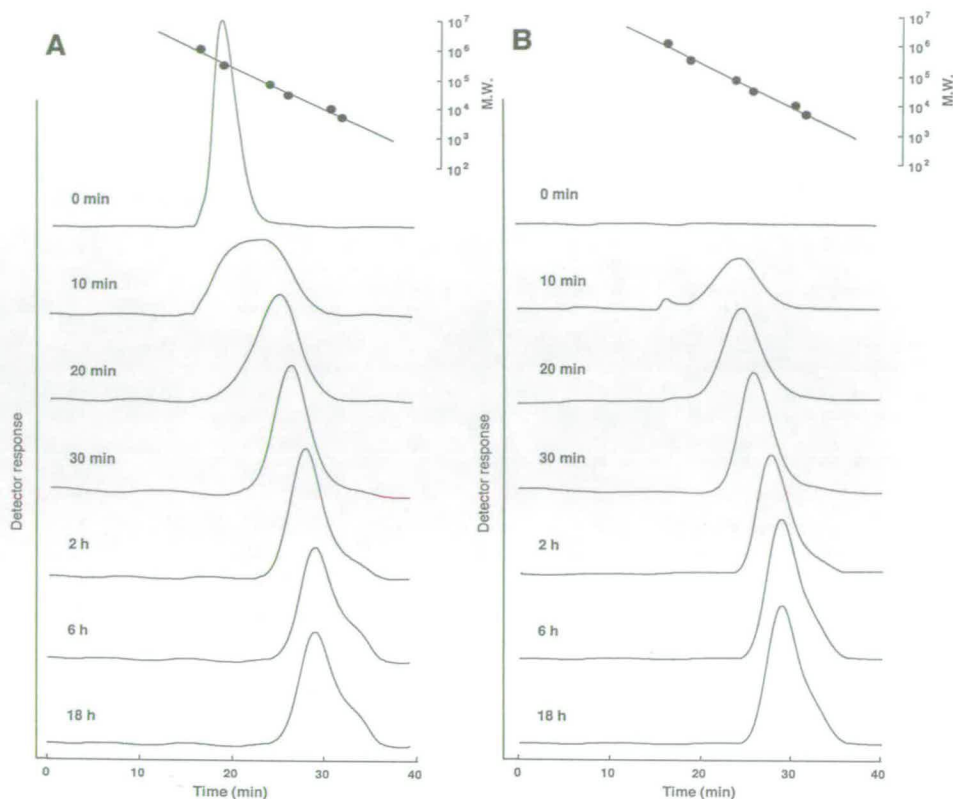 A
10⁷
10⁶
10⁵
10⁴
10³
10²
M.W.
0 min
10 min
20 min
30 min
2 h
6 h
18 h
Detector response
0 10 20 30 40
Time (min)
B
10⁷
10⁶
10⁵
10⁴
10³
10²
M.W.
0 min
10 min
20 min
30 min
2 h
6 h
18 h
Detector response
0 10 20 30 40
Time (min)